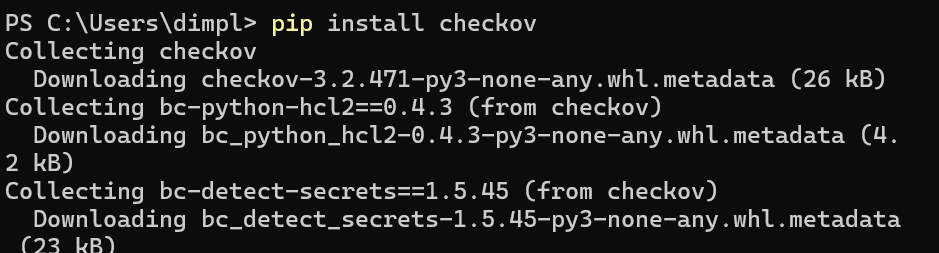 PS C:\Users\dimpl> pip install checkov
Collecting checkov
  Downloading checkov-3.2.471-py3-none-any.whl.metadata (26 kB)
Collecting bc-python-hcl2==0.4.3 (from checkov)
  Downloading bc_python_hcl2-0.4.3-py3-none-any.whl.metadata (4.
2 kB)
Collecting bc-detect-secrets==1.5.45 (from checkov)
  Downloading bc_detect_secrets-1.5.45-py3-none-any.whl.metadata
 (23 kB)